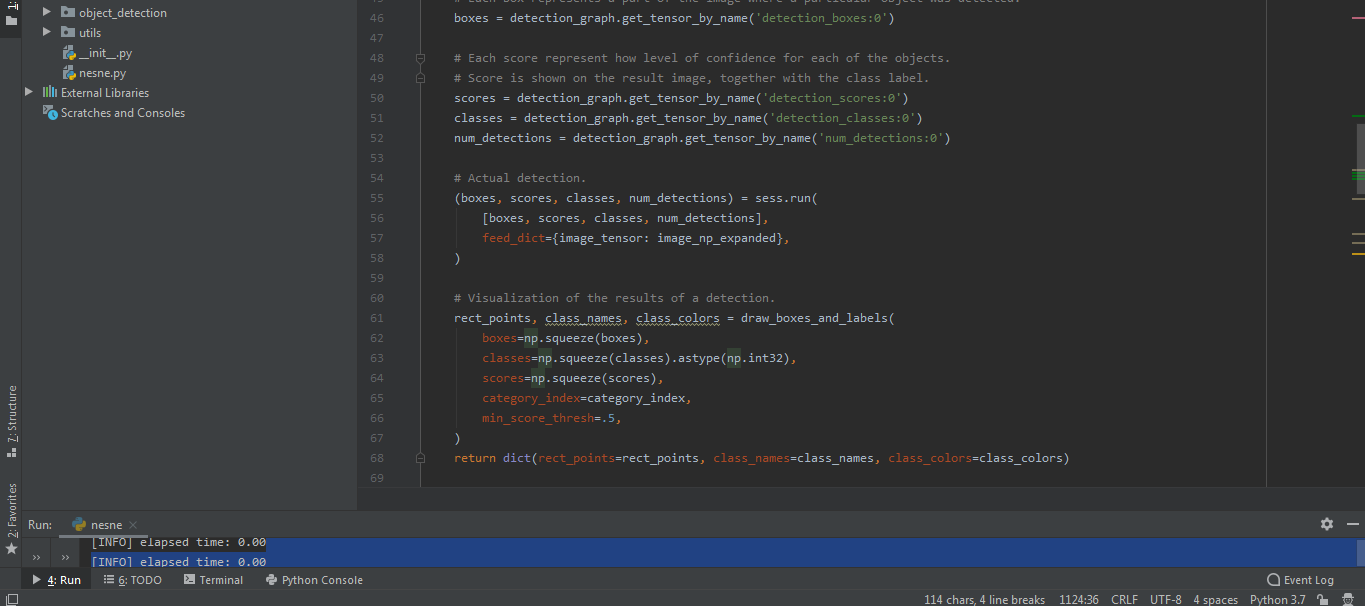 object_detection
utils
__init__.py
nesne.py
External Libraries
Scratches and Consoles
46 boxes = detection_graph.get_tensor_by_name('detection_boxes:0')
47
48 # Each score represent how level of confidence for each of the objects.
49 # Score is shown on the result image, together with the class label.
50 scores = detection_graph.get_tensor_by_name('detection_scores:0')
51 classes = detection_graph.get_tensor_by_name('detection_classes:0')
52 num_detections = detection_graph.get_tensor_by_name('num_detections:0')
53
54 # Actual detection.
55 (boxes, scores, classes, num_detections) = sess.run(
56 [boxes, scores, classes, num_detections],
57 feed_dict={image_tensor: image_np_expanded},
58 )
59
60 # Visualization of the results of a detection.
61 rect_points, class_names, class_colors = draw_boxes_and_labels(
62 boxes=np.squeeze(boxes),
63 classes=np.squeeze(classes).astype(np.int32),
64 scores=np.squeeze(scores),
65 category_index=category_index,
66 min_score_thresh=.5,
67 )
68 return dict(rect_points=rect_points, class_names=class_names, class_colors=class_colors)
69
Z: Structure
2: Favorites
Run: nesne
[INFO] elapsed time: 0.00
[INFO] elapsed time: 0.00
4: Run 6: TODO Terminal Python Console Event Log
114 chars, 4 line breaks 1124:36 CRLF UTF-8 4 spaces Python 3.7